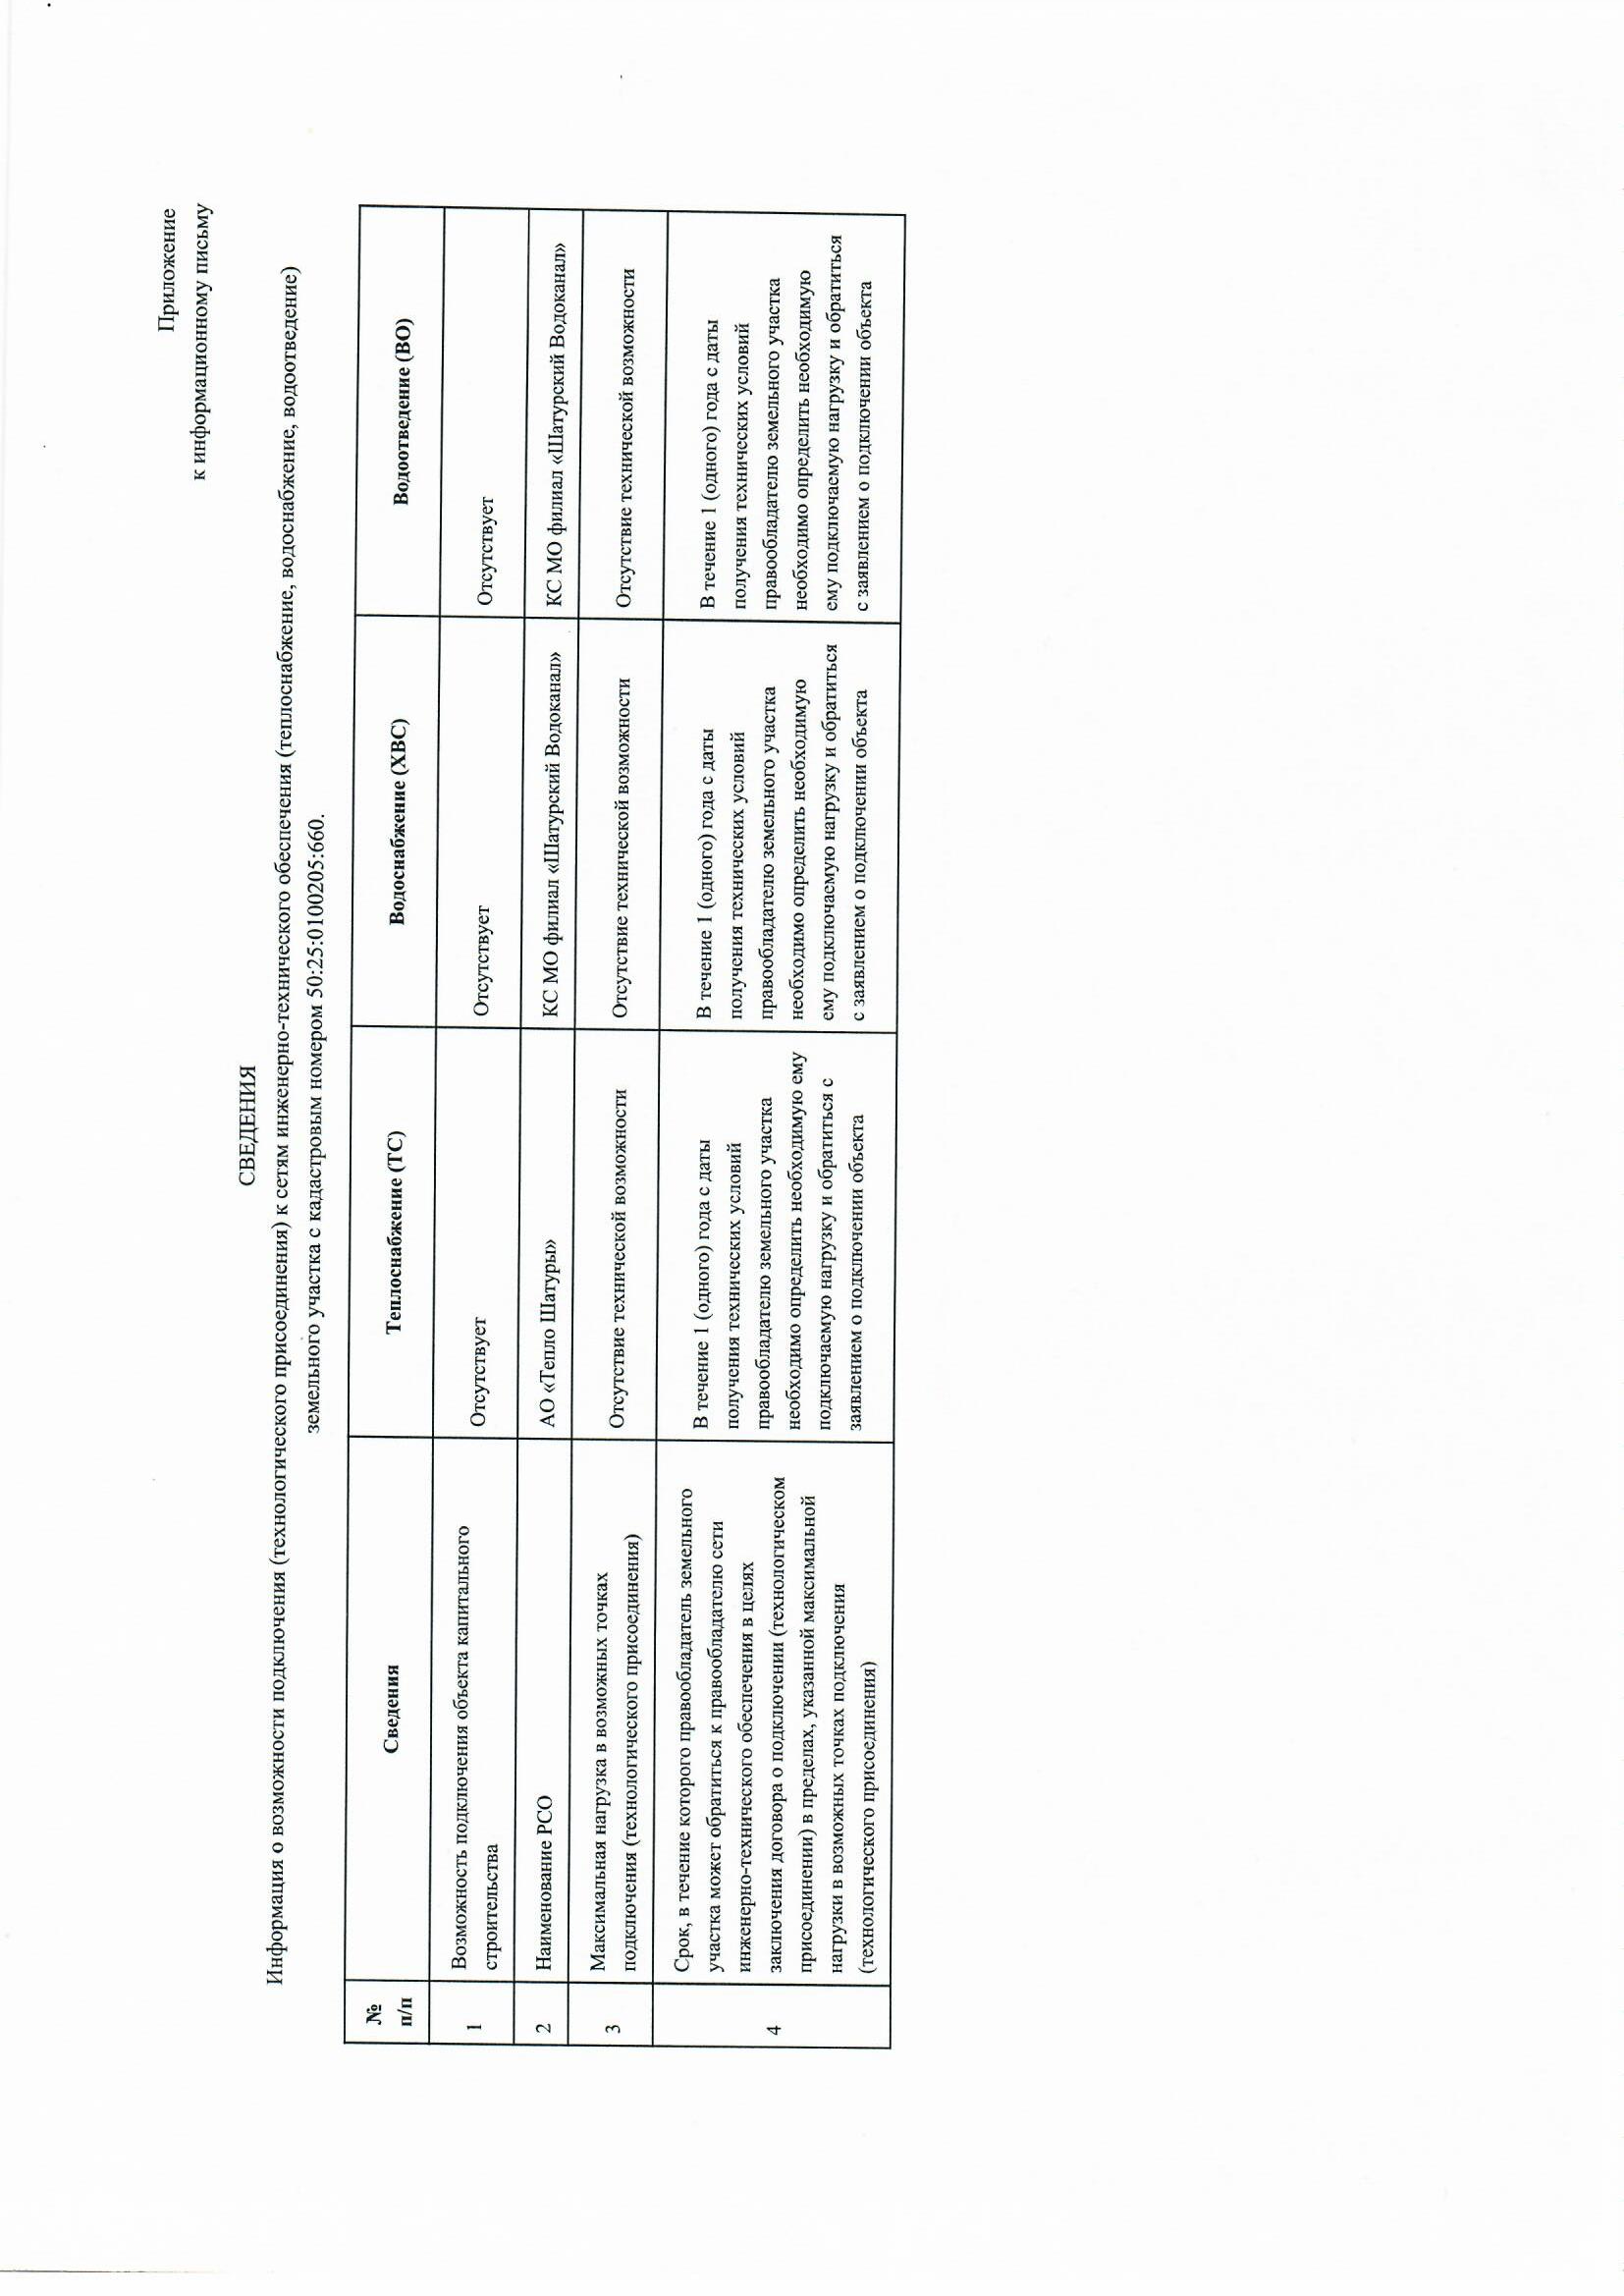 Приложение
к информационному письму
СВЕДЕНИЯ
Информация о возможности подключения (технологического присоединения) к сетям инженерно-технического обеспечения (теплоснабжение, водоснабжение, водоотведение)
земельного участка с кадастровым номером 50:25:0100205:660.
№
п/п
Сведения
Теплоснабжение (ТС)
Водоснабжение (ХВС)
Водоотведение (ВО)
1
Возможность подключения объекта капитального
строительства
Отсутствует
Отсутствует
Отсутствует
2
Наименование РСО
АО «Тепло Шатуры»
КС МО филиал «Шатурский Водоканал»
КС МО филиал «Шатурский Водоканал»
3
Максимальная нагрузка в возможных точках
подключения (технологического присоединения)
Отсутствие технической возможности
Отсутствие технической возможности
Отсутствие технической возможности
4
Срок, в течение которого правообладатель земельного
участка может обратиться к правообладателю сети
инженерно-технического обеспечения в целях
заключения договора о подключении (технологическом
присоединении) в пределах, указанной максимальной
нагрузки в возможных точках подключения
(технологического присоединения)
В течение 1 (одного) года с даты
получения технических условий
правообладателю земельного участка
необходимо определить необходимую ему
подключаемую нагрузку и обратиться с
заявлением о подключении объекта
В течение 1 (одного) года с даты
получения технических условий
правообладателю земельного участка
необходимо определить необходимую
ему подключаемую нагрузку и обратиться
с заявлением о подключении объекта
В течение 1 (одного) года с даты
получения технических условий
правообладателю земельного участка
необходимо определить необходимую
ему подключаемую нагрузку и обратиться
с заявлением о подключении объекта